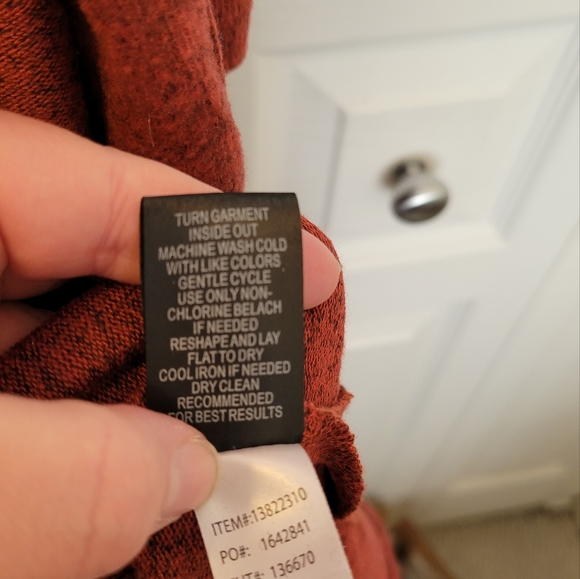 TURN GARMENT
INSIDE OUT
MACHINE WASH COLD
WITH LIKE COLORS
GENTLE CYCLE
USE ONLY NON-
CHLORINE BELACH
IF NEEDED
RESHAPE AND LAY
FLAT TO DRY
COOL IRON IF NEEDED
DRY CLEAN
RECOMMENDED
FOR BEST RESULTS
ITEM#:13822310
PO#: 1642841
136670